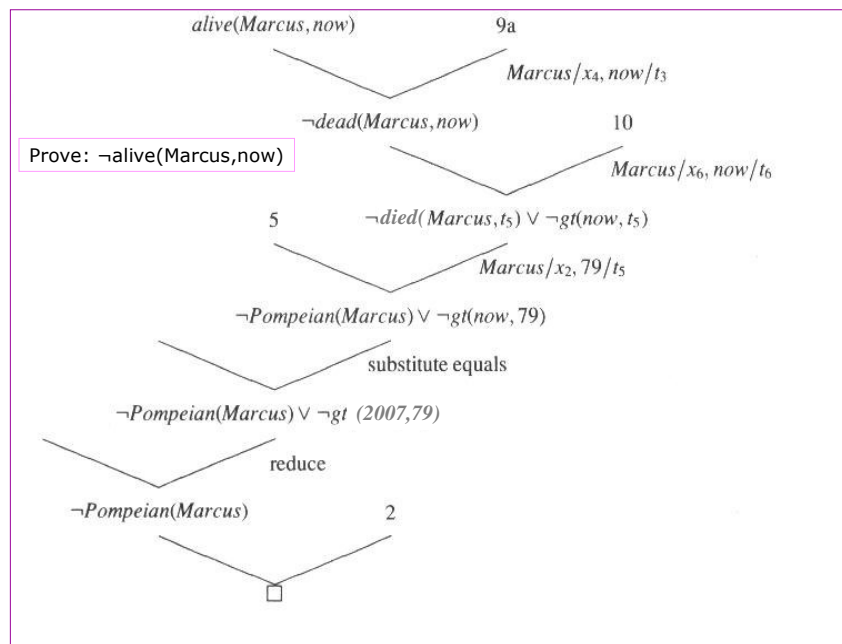 alive(Marcus, now) 9a
Marcus/x₄, now/t₃
¬dead(Marcus, now) 10
Prove: ¬alive(Marcus,now)
Marcus/x₆, now/t₆
5 ¬died(Marcus, t₅) ∨ ¬gt(now, t₅)
Marcus/x₂, 79/t₅
¬Pompeian(Marcus) ∨ ¬gt(now, 79)
substitute equals
¬Pompeian(Marcus) ∨ ¬gt (2007,79)
reduce
¬Pompeian(Marcus) 2